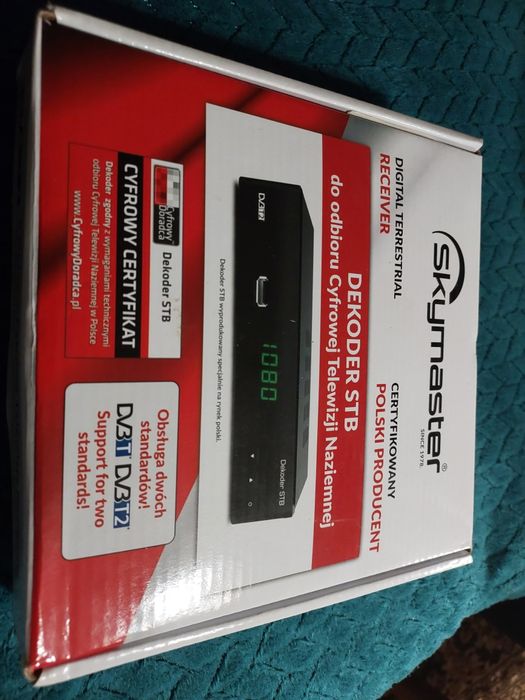 skymaster®
SINCE 1978.
DIGITAL TERRESTRIAL
RECEIVER
CERTYFIKOWANY
POLSKI PRODUCENT
DEKODER STB
do odbioru Cyfrowej Telewizji Naziemnej
DVB T2
1080
Dekoder STB
Dekoder STB wyprodukowany specjalnie na rynek polski.
Cyfrowy
Doradca
Dekoder STB
CYFROWY CERTYFIKAT
Dekoder zgodny z wymaganiami technicznymi
odbioru Cyfrowej Telewizji Naziemnej w Polsce
www.CyfrowyDoradca.pl
Obsługa dwóch
standardów!
DVB T DVB T2
Support for two
standards!